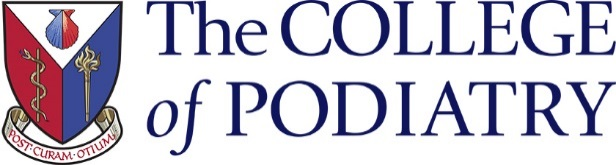 The COLLEGE
of PODIATRY
POST · CURAM · OTIUM